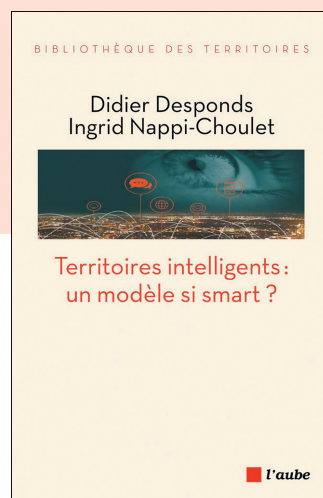 BIBLIOTHÈQUE DES TERRITOIRES
Didier Desponds
Ingrid Nappi-Choulet
Territoires intelligents :
un modèle si smart ?
l'aube